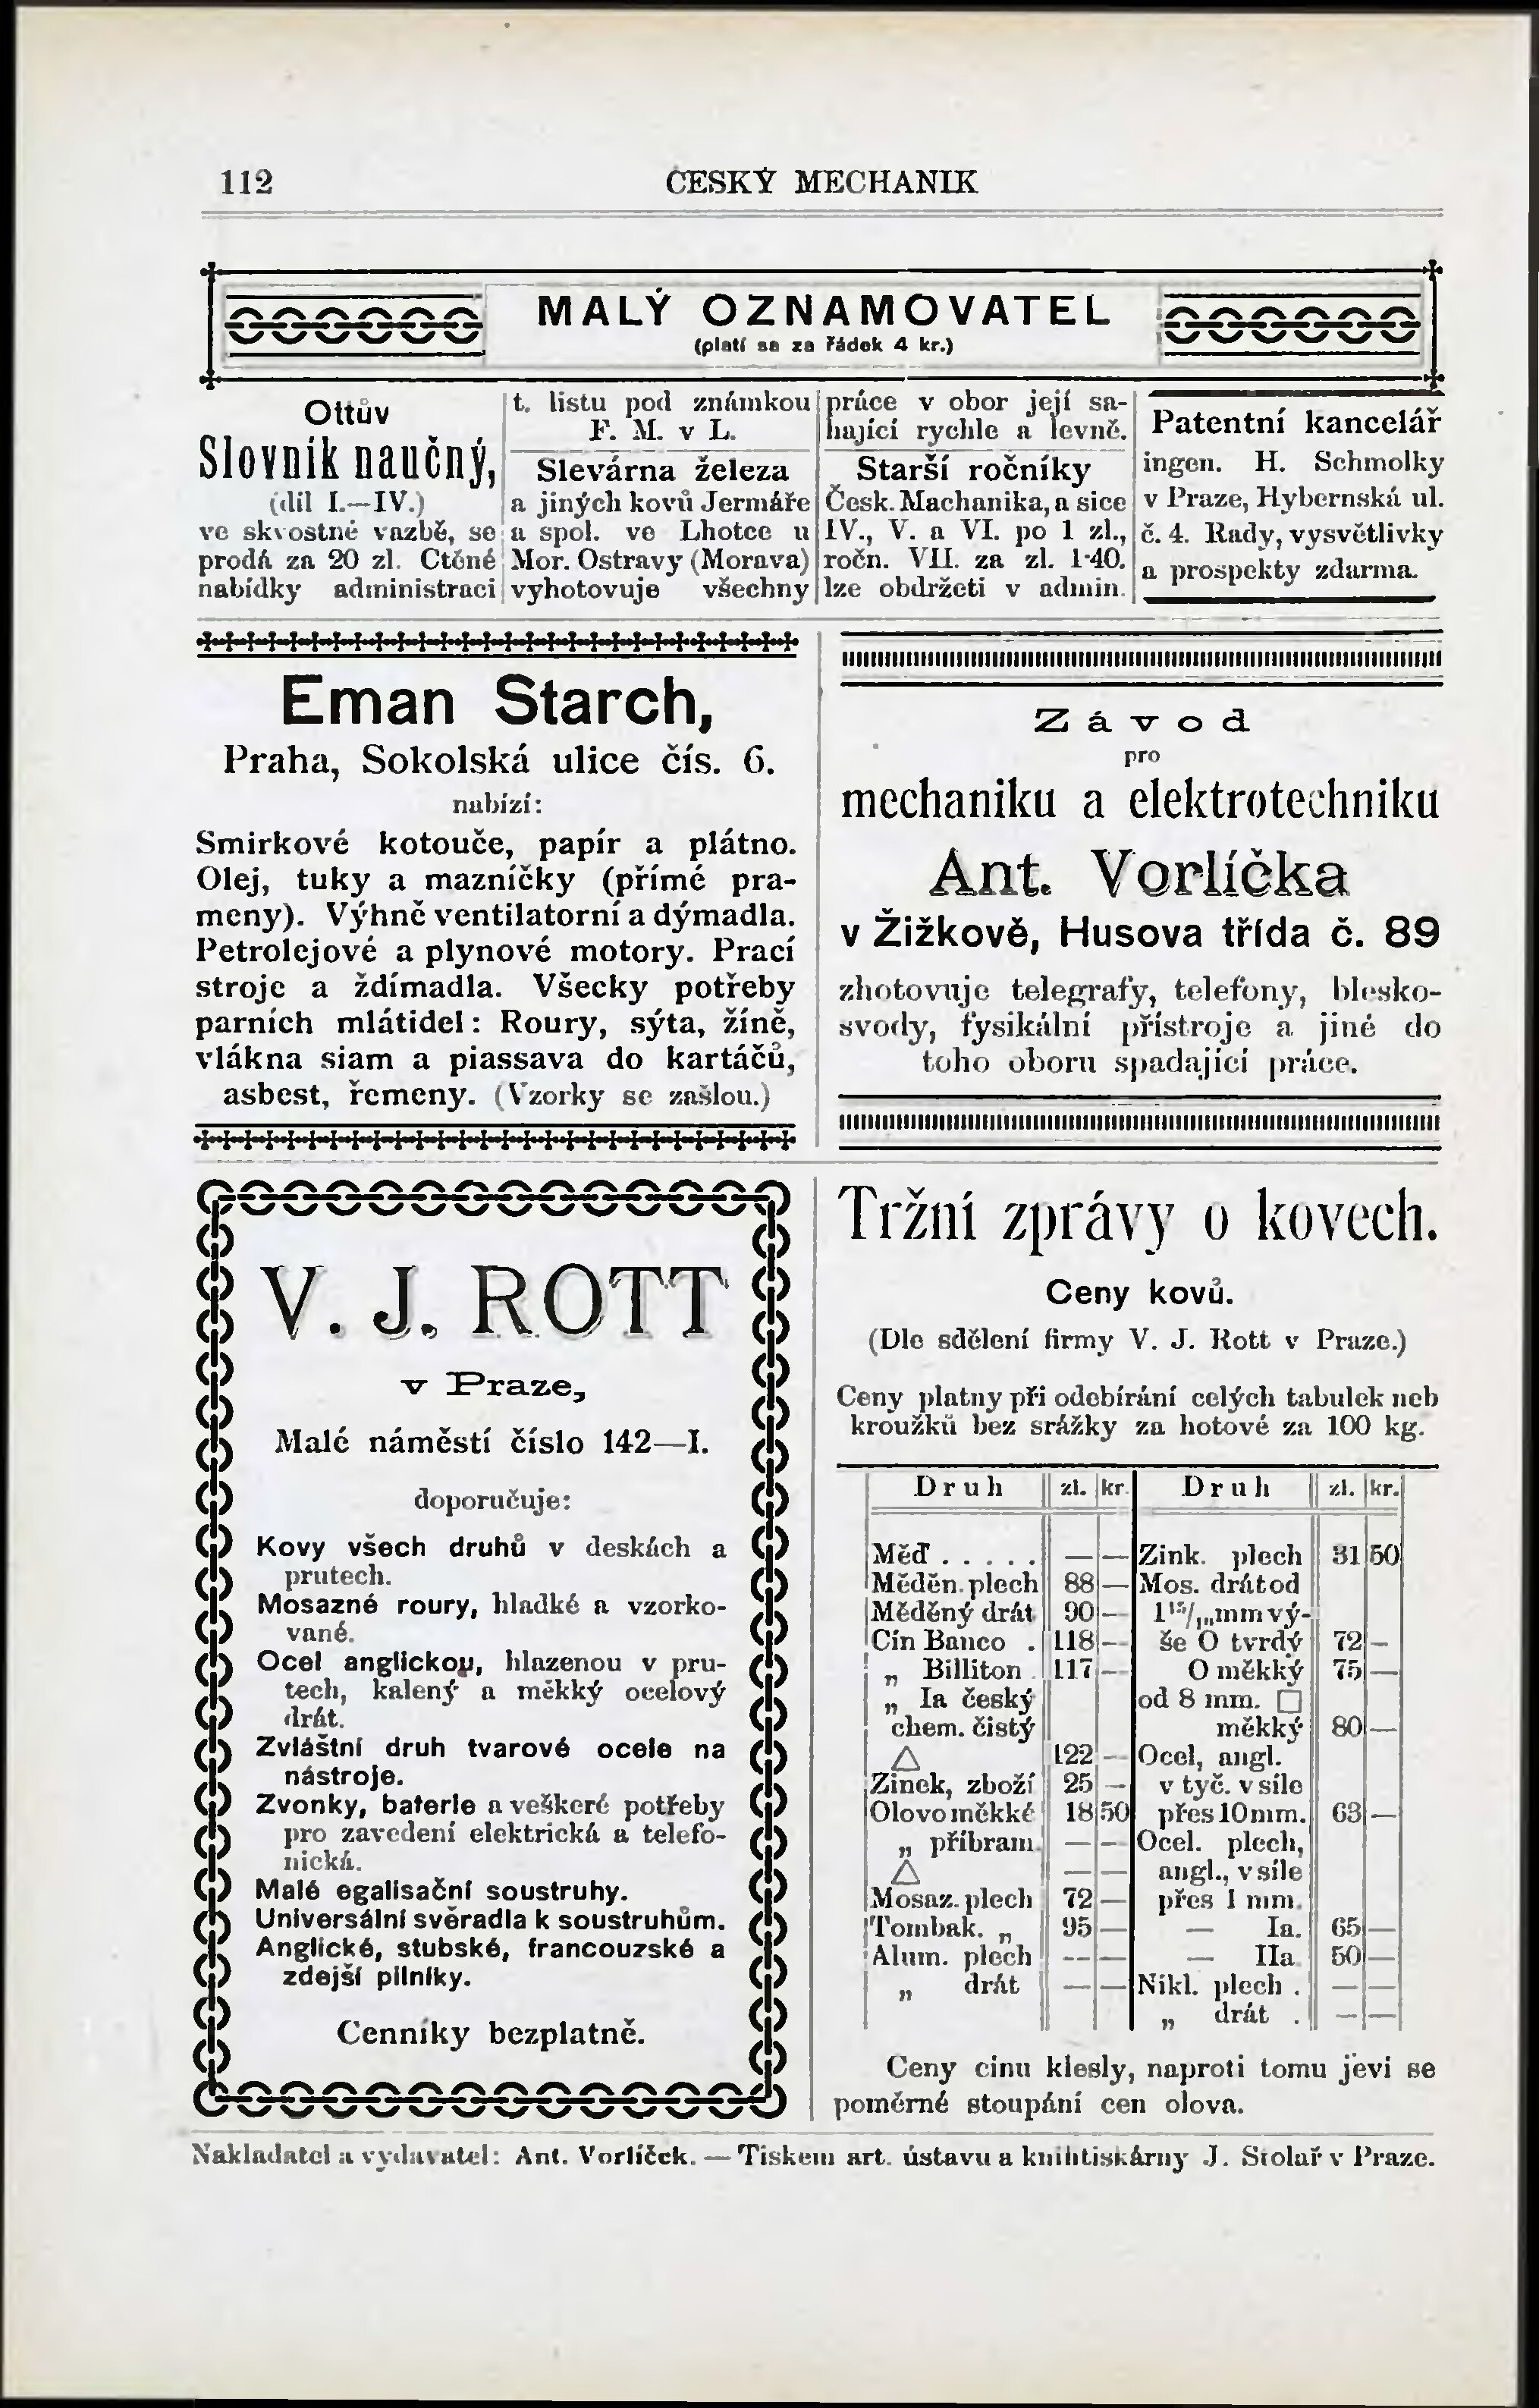 112
ČESKÝ MECHANIK
MALÝ OZNAMOVATEL
(platí se za řádek 4 kr.)
Ottův
Slovník naučný,
(díl I.—IV.)
ve skvostné vazbě, se
prodá za 20 zl. Ctěné
nabídky administraci
t. listu pod známkou
F. M. v L.
Slevárna železa
a jiných kovů Jermáře
a spol. ve Lhotce u
Mor. Ostravy (Morava)
vyhotovuje všechny
práce v obor její sa-
hající rychle a levně.
Starší ročníky
Česk. Machanika, a sice
IV., V. a VI. po 1 zl.,
ročn. VII. za zl. 1·40.
lze obdržeti v admin.
Patentní kancelář
ingen. H. Schmolky
v Praze, Hybernská ul.
č. 4. Rady, vysvětlivky
a prospekty zdarma.
Eman Starch,
Praha, Sokolská ulice čís. 6.
nabízí:
Smirkové kotouče, papír a plátno.
Olej, tuky a mazničky (přímé pra-
meny). Výhně ventilatorní a dýmadla.
Petrolejové a plynové motory. Prací
stroje a ždímadla. Všecky potřeby
parních mlátidel: Roury, sýta, žíně,
vlákna siam a piassava do kartáčů,
asbest, řemeny. (Vzorky se zašlou.)
Závod
pro
mechaniku a elektrotechniku
Ant. Vorlíčka
v Žižkově, Husova třída č. 89
zhotovuje telegrafy, telefony, blesko-
svody, fysikální přístroje a jiné do
toho oboru spadající práce.
V. J. ROTT
v Praze,
Malé náměstí číslo 142—I.
doporučuje:
Kovy všech druhů v deskách a
prutech.
Mosazné roury, hladké a vzorko-
vané.
Ocel anglickou, hlazenou v pru-
tech, kalený a měkký ocelový
drát.
Zvláštní druh tvarové ocele na
nástroje.
Zvonky, baterie a veškeré potřeby
pro zavedení elektrická a telefo-
nická.
Malé egalisační soustruhy.
Universální svěradla k soustruhům.
Anglické, stubské, francouzské a
zdejší pilníky.
Cenníky bezplatně.
Tržní zprávy o kovech.
Ceny kovů.
(Dle sdělení firmy V. J. Rott v Praze.)
Ceny platny při odebírání celých tabulek neb
kroužků bez srážky za hotové za 100 kg.
Druh zl. kr.
Měď . . . . . — —
Měděn. plech 88 —
Měděný drát 90 —
Cín Banco . 118 —
„ Billiton 117 —
„ Ia český
chem. čistý
△ 122 —
Zinek, zboží 25 —
Olovo měkké 18 50
„ příbram. — —
△ — —
Mosaz. plech 72 —
Tombak. „ 95 —
Alum. plech — —
„ drát — —
Druh zl. kr.
Zink. plech 31 50
Mos. drát od
mm vý-
še O tvrdý 72 —
O měkký 75 —
od 8 mm. □
měkký 80 —
Ocel, angl.
v tyč. v síle
přes 10 mm. 63 —
Ocel. plech,
angl., v síle
přes 1 mm.
— Ia. 65 —
— IIa 50 —
Nikl. plech . — —
„ drát . — —
Ceny cínu klesly, naproti tomu jeví se
poměrné stoupání cen olova.
Nakladatel a vydavatel: Ant. Vorlíček. — Tiskem art. ústavu a knihtiskárny J. Stolař v Praze.